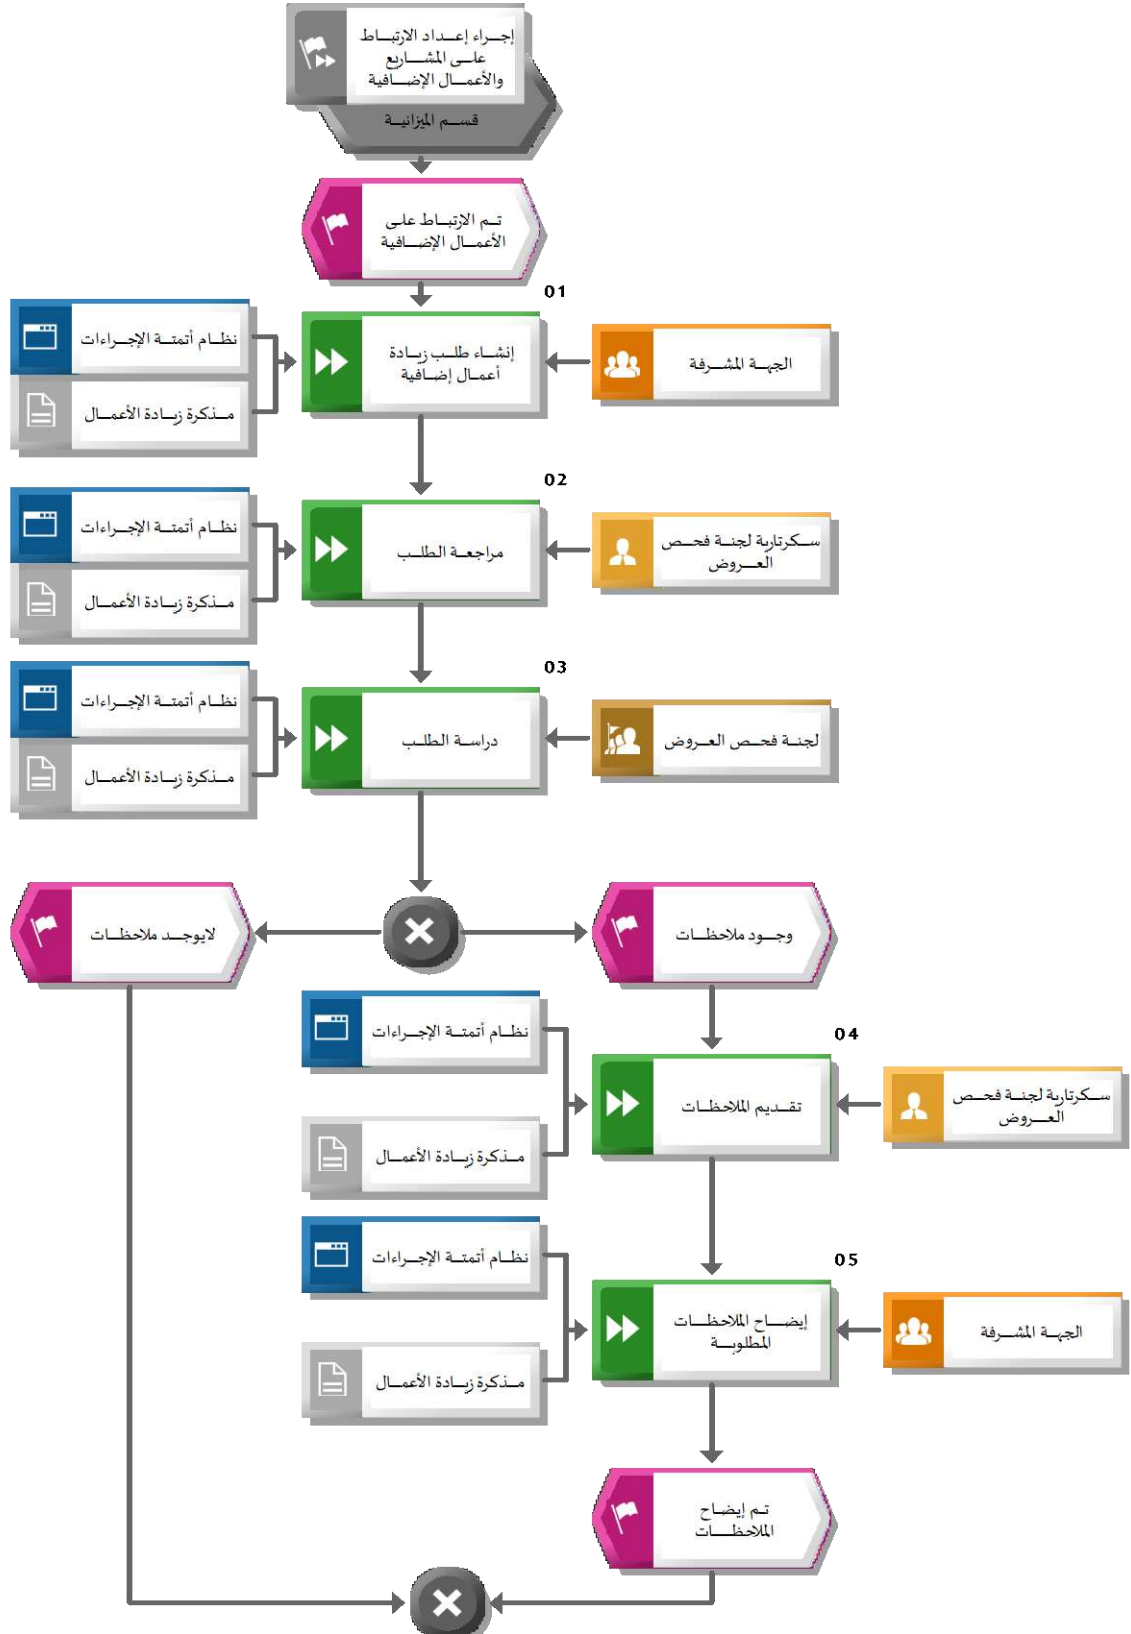 إجراء إعداد الارتباط
على المشاريع
والأعمال الإضافية
قسم الميزانية
تم الارتباط على
الأعمال الإضافية
01
نظام أتمتة الإجراءات
إنشاء طلب زيادة
أعمال إضافية
الجهة المشرفة
مذكرة زيادة الأعمال
02
نظام أتمتة الإجراءات
مراجعة الطلب
سكرتارية لجنة فحص
العروض
مذكرة زيادة الأعمال
03
نظام أتمتة الإجراءات
دراسة الطلب
لجنة فحص العروض
مذكرة زيادة الأعمال
وجود ملاحظات
لايوجد ملاحظات
04
نظام أتمتة الإجراءات
تقديم الملاحظات
سكرتارية لجنة فحص
العروض
مذكرة زيادة الأعمال
05
نظام أتمتة الإجراءات
إيضاح الملاحظات
المطلوبة
الجهة المشرفة
مذكرة زيادة الأعمال
تم إيضاح
الملاحظات